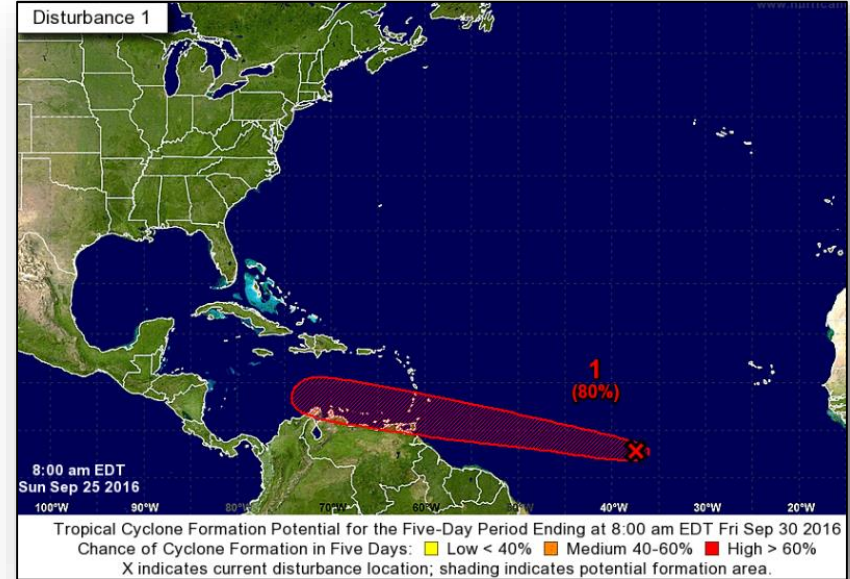 Disturbance 1
1
(80%)
8:00 am EDT
Sun Sep 25 2016
100°W 90°W 80°W 70°W 60°W 40°W 30°W 20°W
Tropical Cyclone Formation Potential for the Five-Day Period Ending at 8:00 am EDT Fri Sep 30 2016
Chance of Cyclone Formation in Five Days: Low < 40% Medium 40-60% High > 60%
X indicates current disturbance location; shading indicates potential formation area.